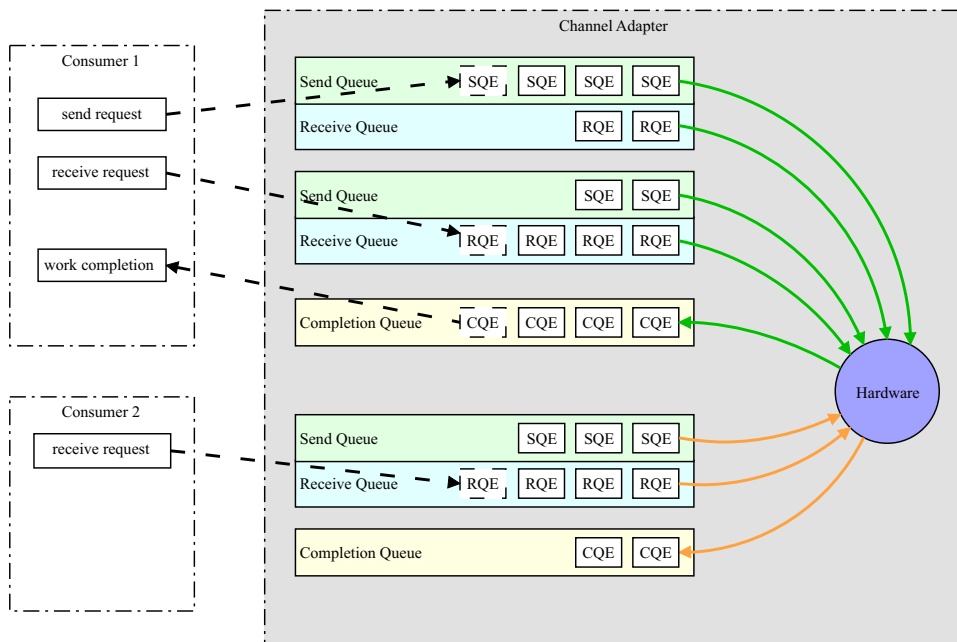 Channel Adapter
Consumer 1
send request
receive request
work completion
Send Queue SQE SQE SQE SQE
Receive Queue RQE RQE
Send Queue SQE SQE
Receive Queue RQE RQE RQE RQE
Completion Queue CQE CQE CQE CQE
Hardware
Consumer 2
receive request
Send Queue SQE SQE SQE
Receive Queue RQE RQE RQE RQE
Completion Queue CQE CQE